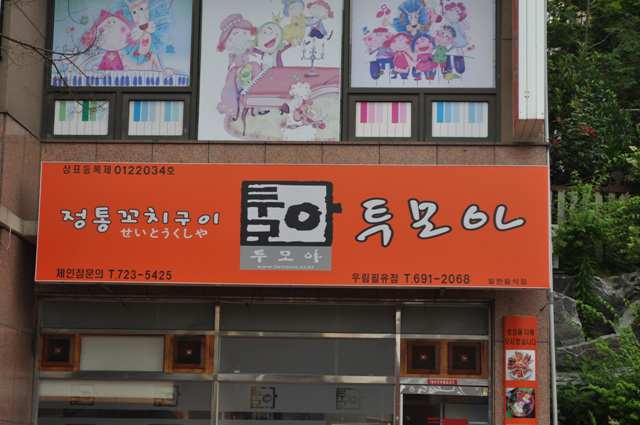 상표등록제 0122034호
정통꼬치구이
せいとうくしや
투모아
투모아
투모아
체인점문의 T.723-5425
우림필유점 T.691-2068
일반음식점